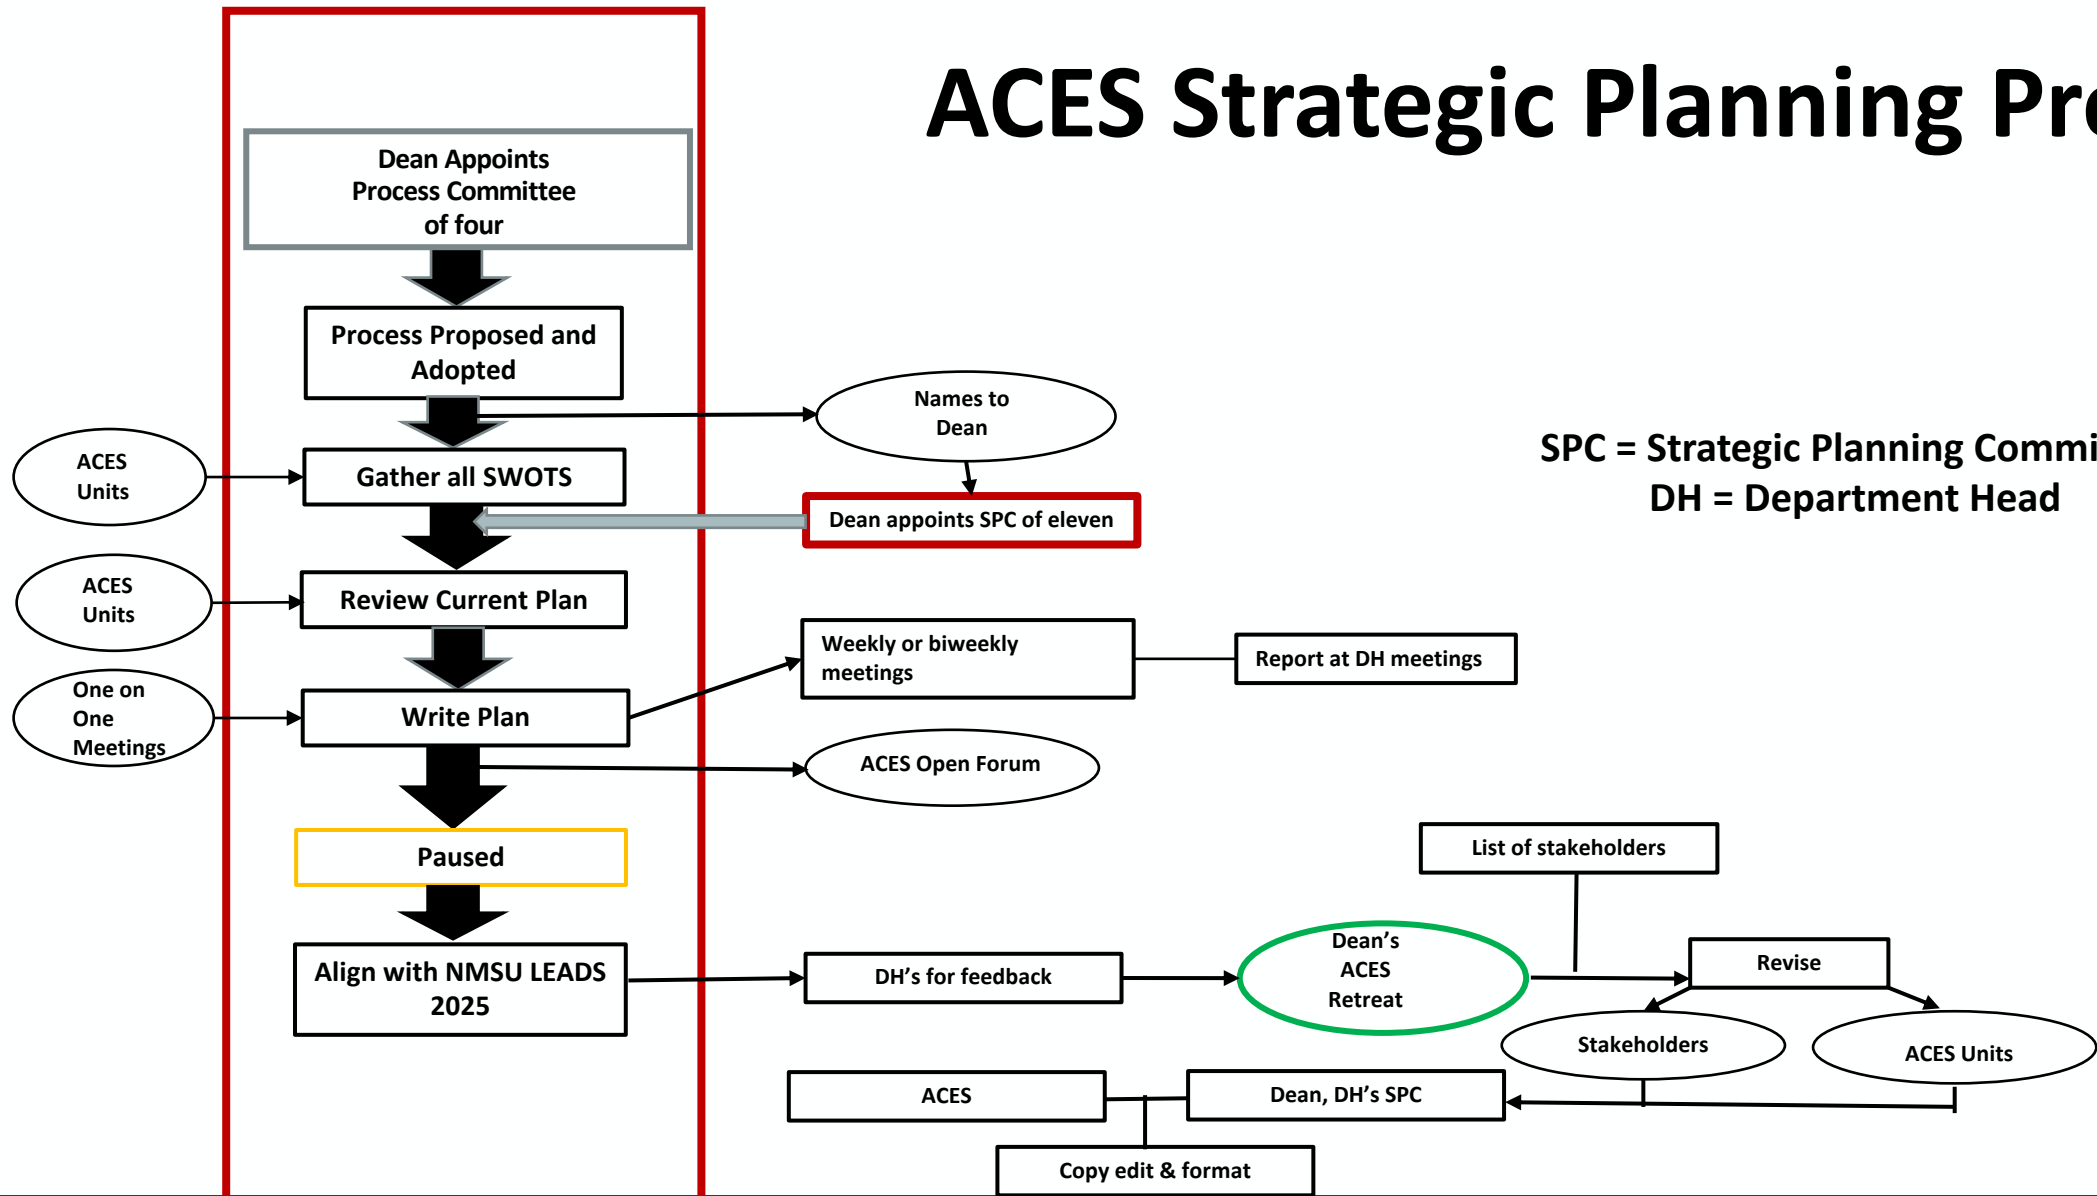 ACES Strategic Planning
Dean Appoints
Process Committee
of four
Process Proposed and
Adopted
Names to
Dean
SPC = Strategic Planning
DH = Department Head
ACES
Units
Gather all SWOTS
Dean appoints SPC of eleven
ACES
Units
Review Current Plan
Weekly or biweekly
meetings
Report at DH meetings
One on
One
Meetings
Write Plan
ACES Open Forum
Paused
List of stakeholders
Align with NMSU LEADS
2025
DH's for feedback
Dean's
ACES
Retreat
Revise
Stakeholders
ACES Units
ACES
Dean, DH's SPC
Copy edit & format